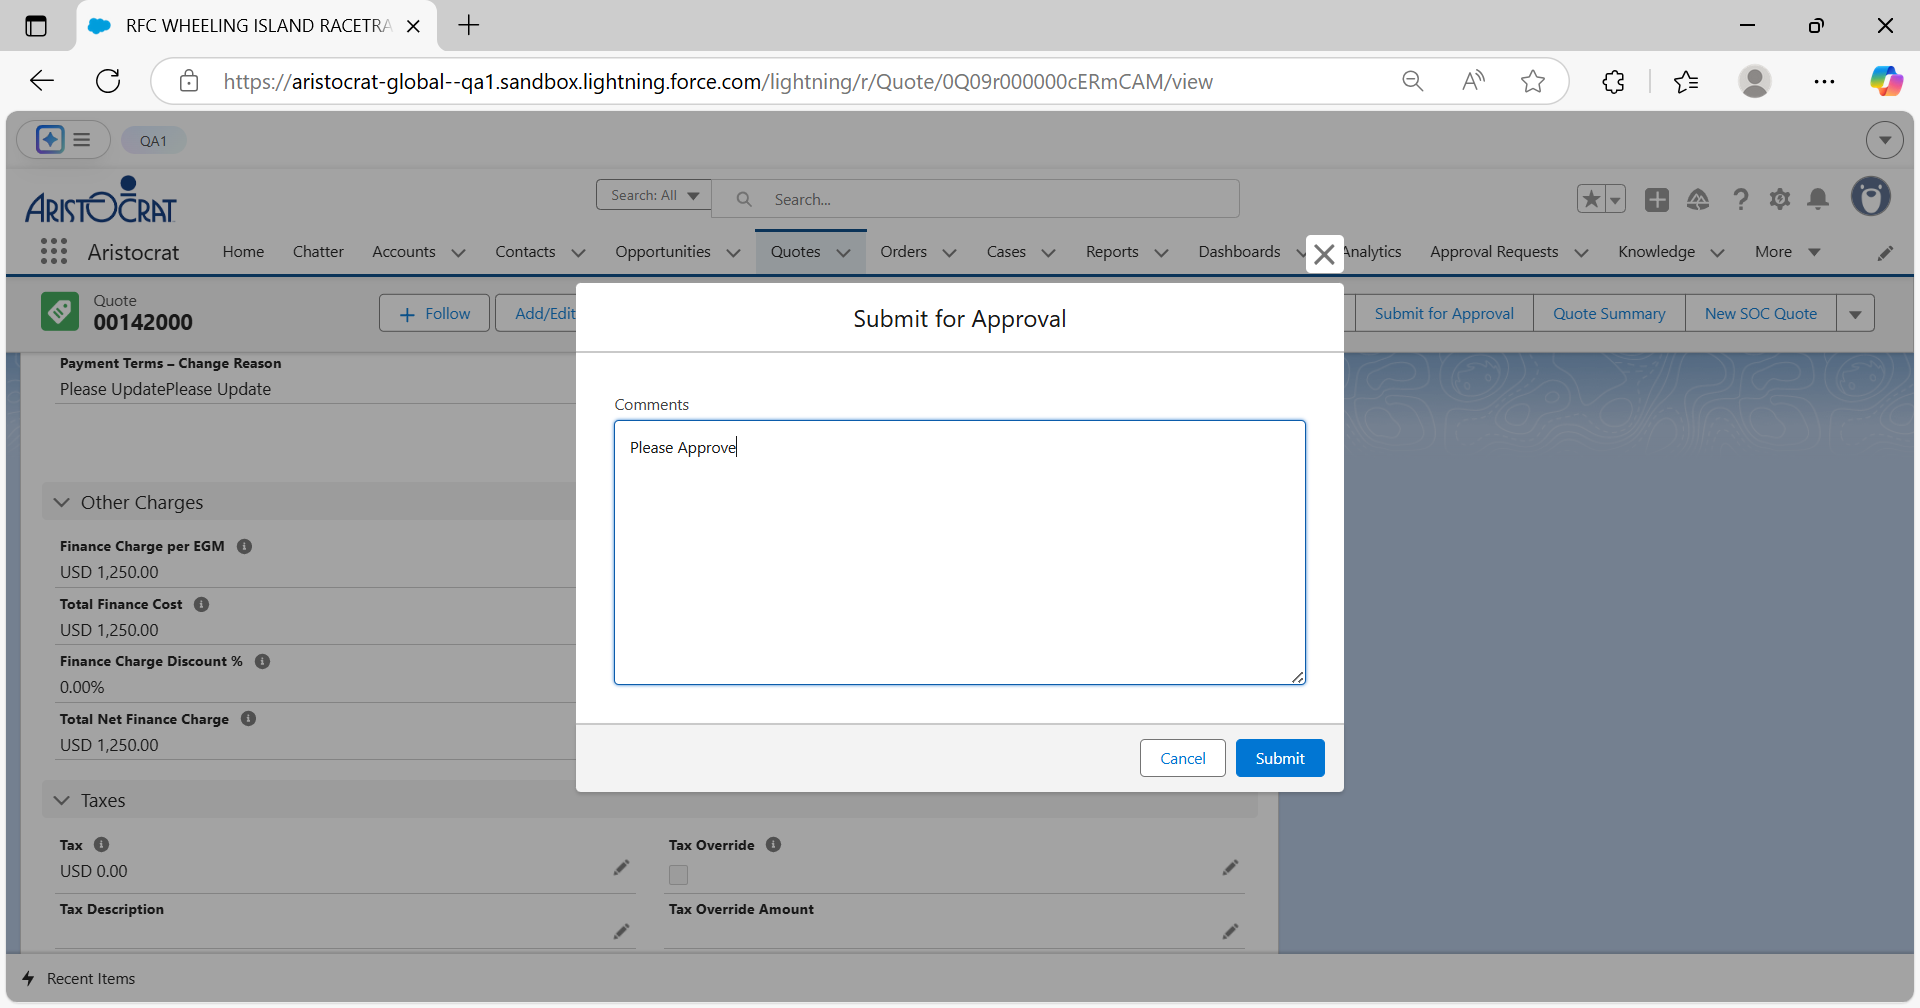 RFC WHEELING ISLAND RACETRA
https://aristocrat-global--qa1.sandbox.lightning.force.com/lightning/r/Quote/0Q09r000000cERmCAM/view
QA1
ARISTOCRAT
Search: All
Search...
Aristocrat
Home
Chatter
Accounts
Contacts
Opportunities
Quotes
Orders
Cases
Reports
Dashboards
Analytics
Approval Requests
Knowledge
More
Quote
00142000
Follow
Add/Edit
Submit for Approval
Quote Summary
New SOC Quote
Submit for Approval
Comments
Please Approve
Cancel
Submit
Payment Terms – Change Reason
Please UpdatePlease Update
Other Charges
Finance Charge per EGM
USD 1,250.00
Total Finance Cost
USD 1,250.00
Finance Charge Discount %
0.00%
Total Net Finance Charge
USD 1,250.00
Taxes
Tax
USD 0.00
Tax Override
Tax Description
Tax Override Amount
Recent Items